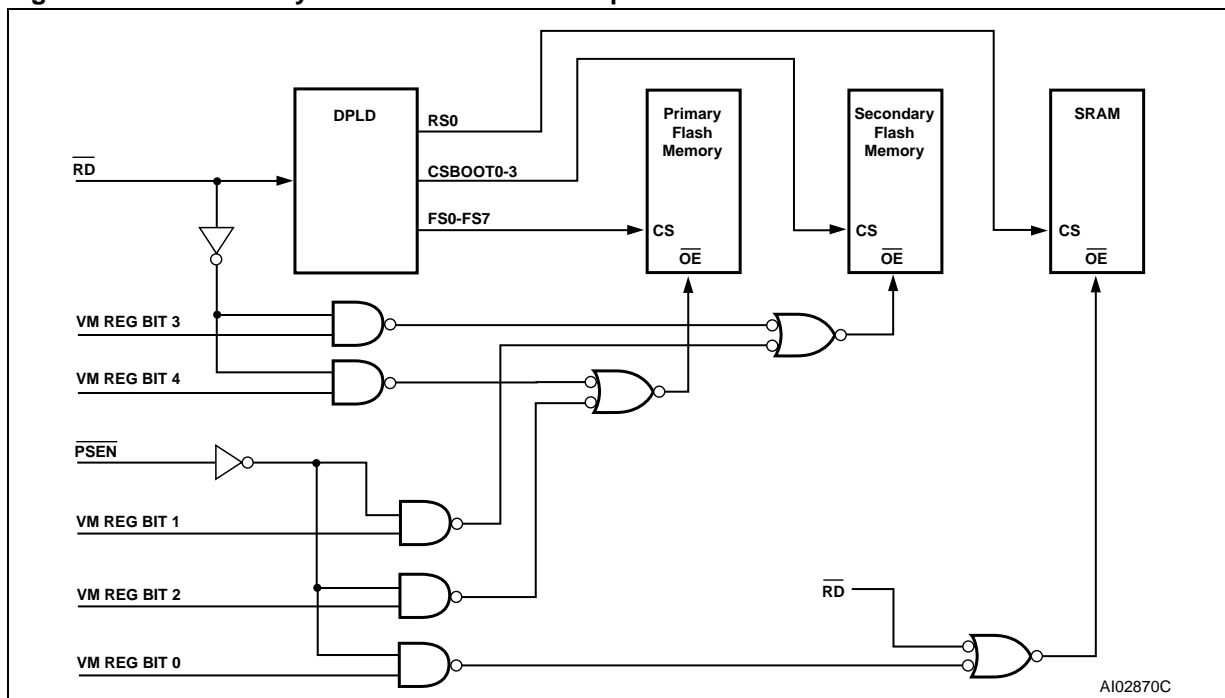 DPLD
RS0
CSBOOT0-3
FS0-FS7
Primary
Flash
Memory
CS
OE
Secondary
Flash
Memory
CS
OE
SRAM
CS
OE
RD
VM REG BIT 3
VM REG BIT 4
PSEN
VM REG BIT 1
VM REG BIT 2
RD
VM REG BIT 0
AI02870C